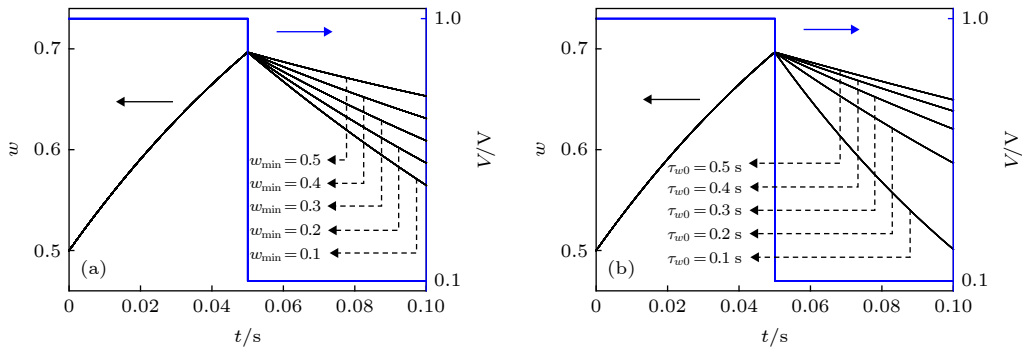 0.7
0.6
0.5
w
w_min = 0.5
w_min = 0.4
w_min = 0.3
w_min = 0.2
w_min = 0.1
(a)
1.0
0.1
V/V
0 0.02 0.04 0.06 0.08 0.10
t/s
0.7
0.6
0.5
w
τ_w0 = 0.5 s
τ_w0 = 0.4 s
τ_w0 = 0.3 s
τ_w0 = 0.2 s
τ_w0 = 0.1 s
(b)
1.0
0.1
V/V
0 0.02 0.04 0.06 0.08 0.10
t/s